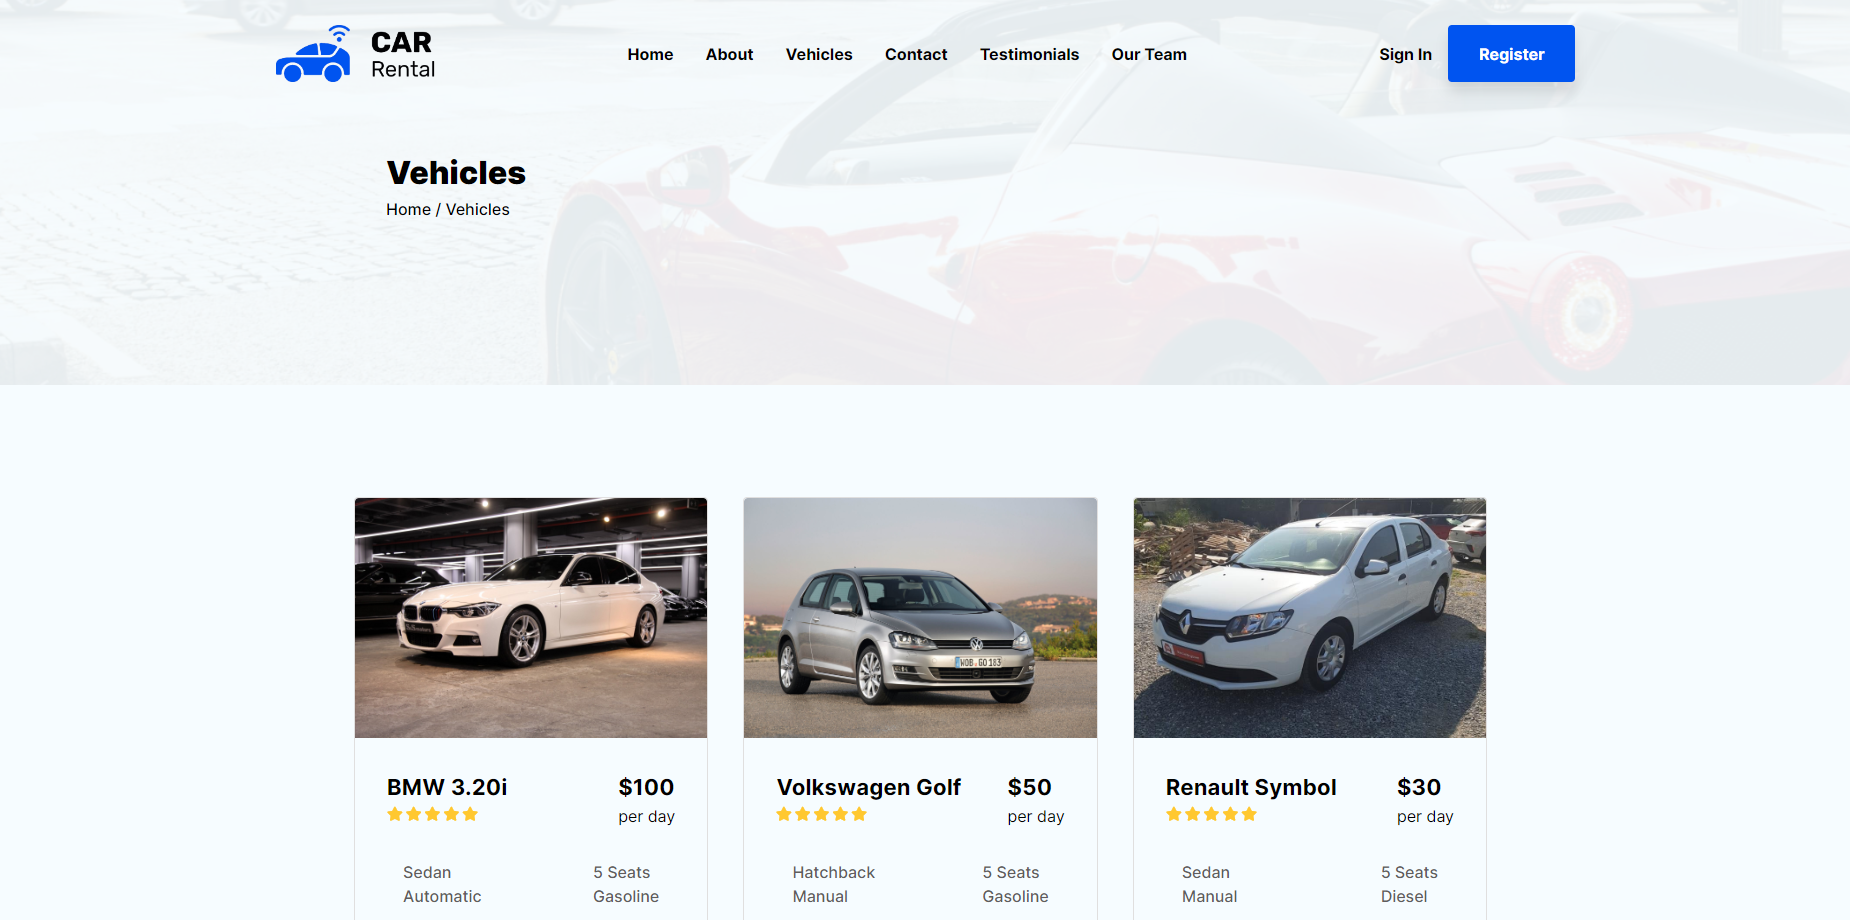 CAR
Rental
Home About Vehicles Contact Testimonials Our Team Sign In Register
Vehicles
Home / Vehicles
WOB GO 183
BMW 3.20i $100
per day
Volkswagen Golf $50
per day
Renault Symbol $30
per day
Sedan 5 Seats
Automatic Gasoline
Hatchback 5 Seats
Manual Gasoline
Sedan 5 Seats
Manual Diesel